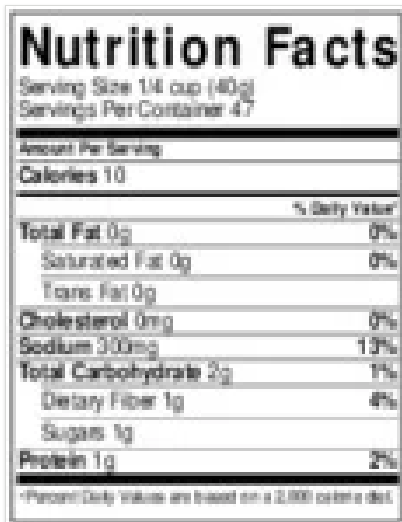 Nutrition Facts
Serving Size 1/4 cup (40g)
Servings Per Container 47
Amount Per Serving
Calories 10
% Daily Value*
Total Fat 0g 0%
Saturated Fat 0g 0%
Trans Fat 0g
Cholesterol 0mg 0%
Sodium 300mg 13%
Total Carbohydrate 2g 1%
Dietary Fiber 1g 4%
Sugars 1g
Protein 1g 2%
*Percent Daily Values are based on a 2,000 calorie diet.